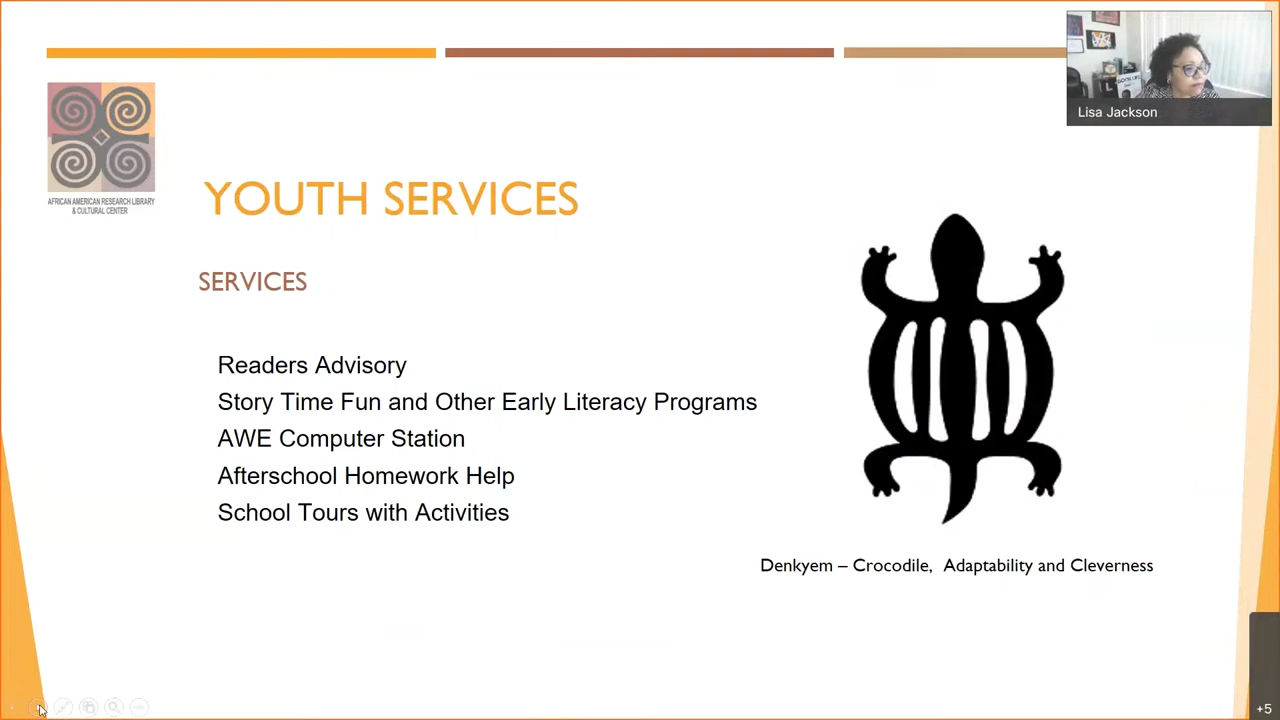 Lisa Jackson
AFRICAN AMERICAN RESEARCH LIBRARY
& CULTURAL CENTER
YOUTH SERVICES
SERVICES
Readers Advisory
Story Time Fun and Other Early Literacy Programs
AWE Computer Station
Afterschool Homework Help
School Tours with Activities
Denkyem – Crocodile, Adaptability and Cleverness
+5